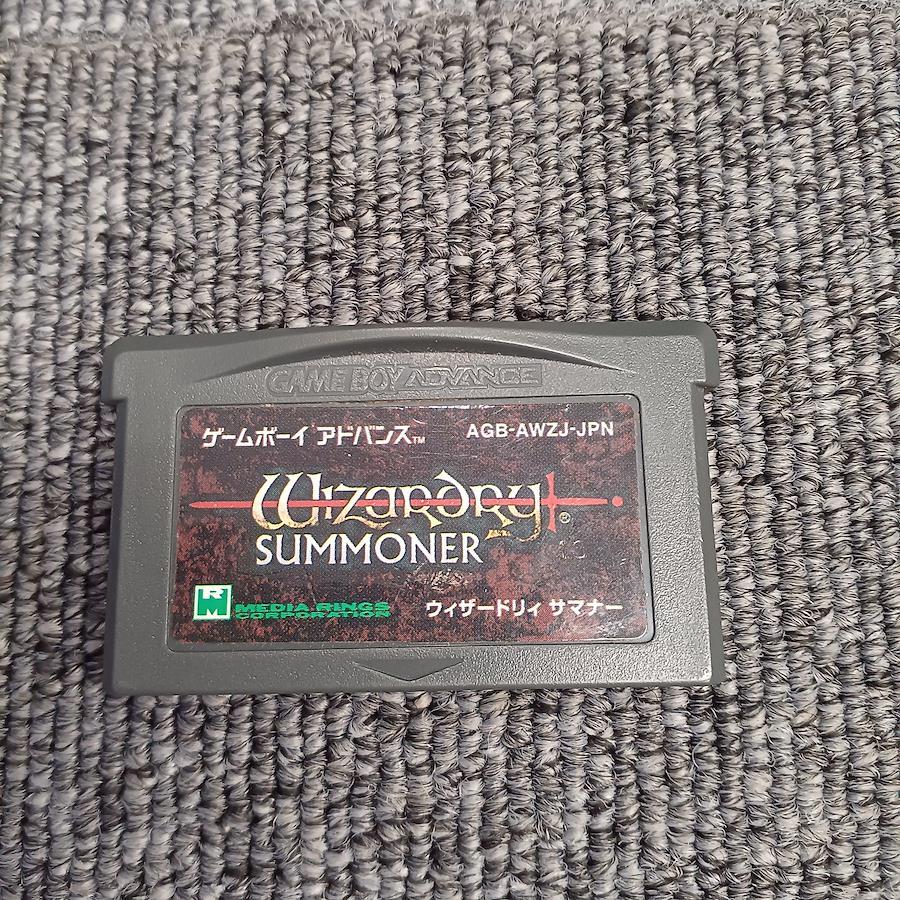 GAME BOY ADVANCE
ゲームボーイ アドバンス™
AGB-AWZJ-JPN
Wizardry®
SUMMONER
RM
MEDIA RINGS
CORPORATION
ウィザードリィ サマナー